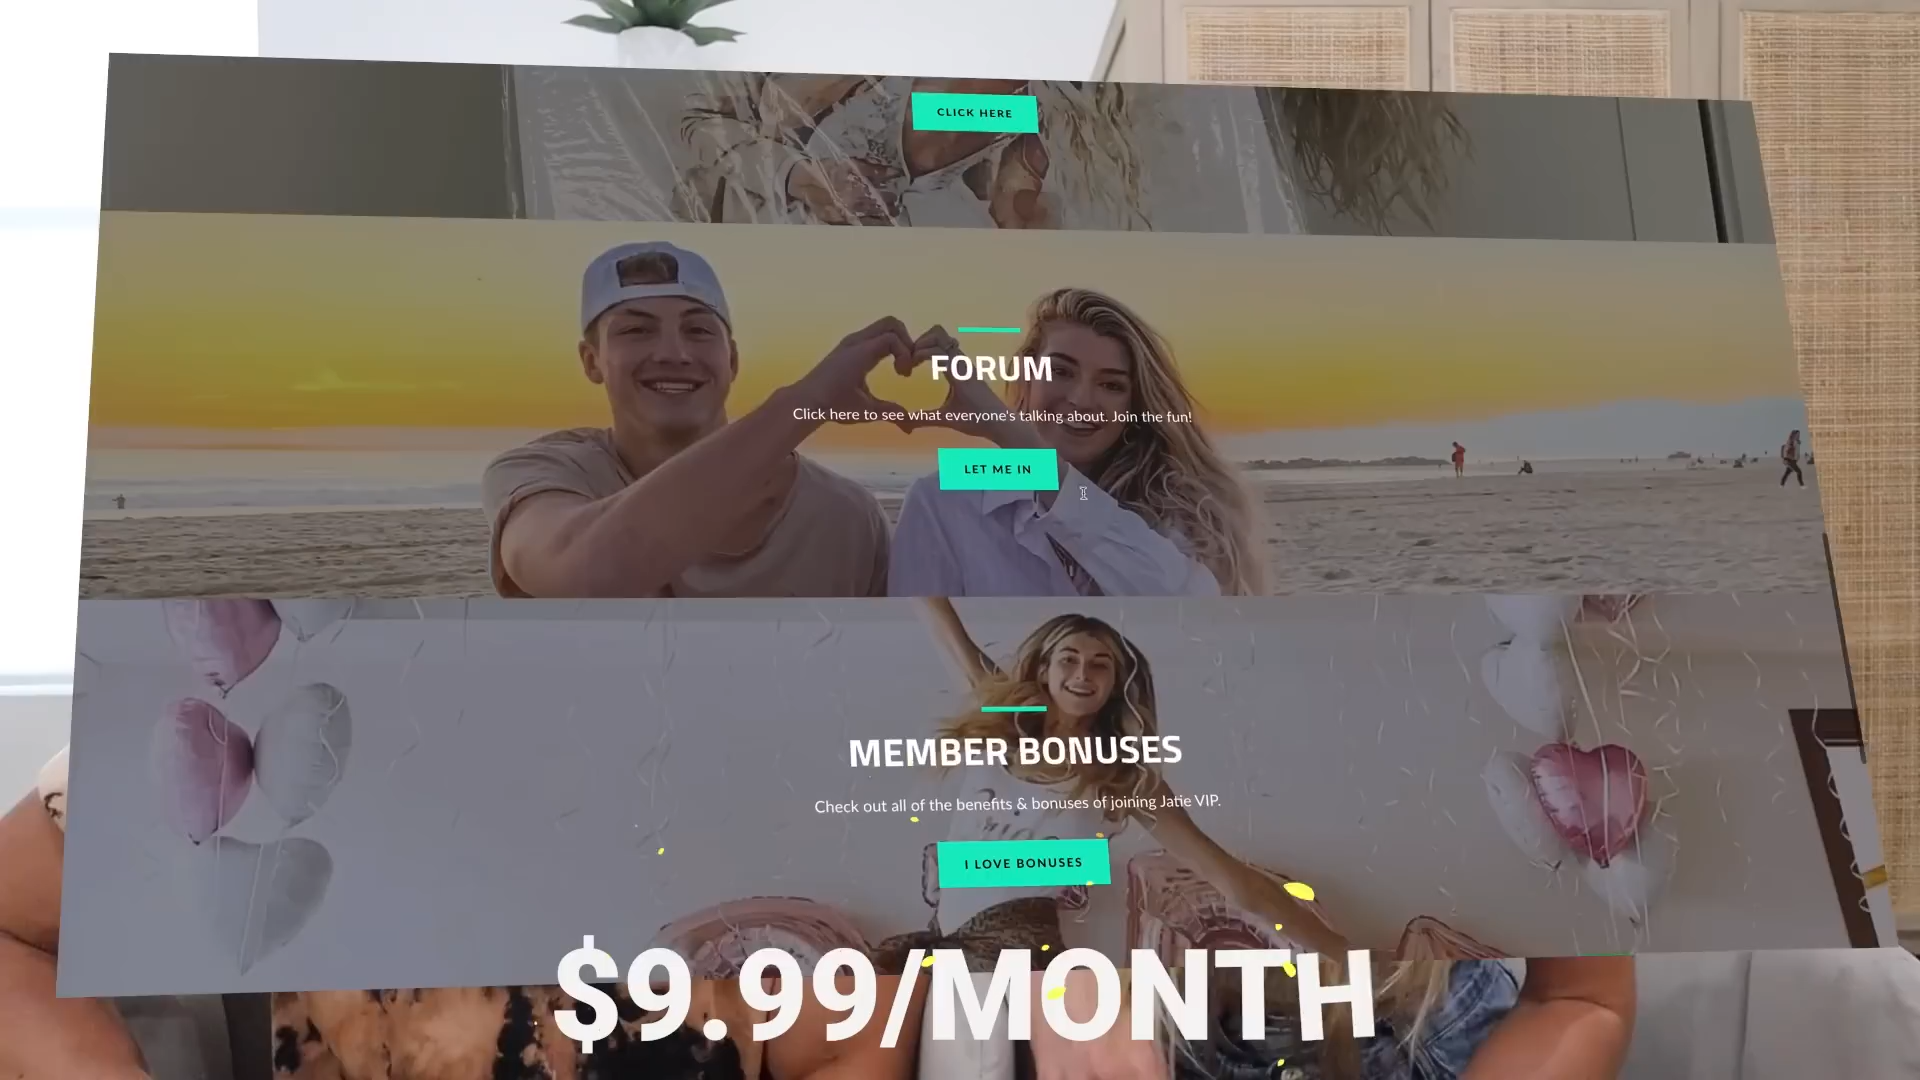 CLICK HERE
FORUM
Click here to see what everyone's talking about. Join the fun!
LET ME IN
MEMBER BONUSES
Check out all of the benefits & bonuses of joining Jatie VIP.
I LOVE BONUSES
$9.99/MONTH